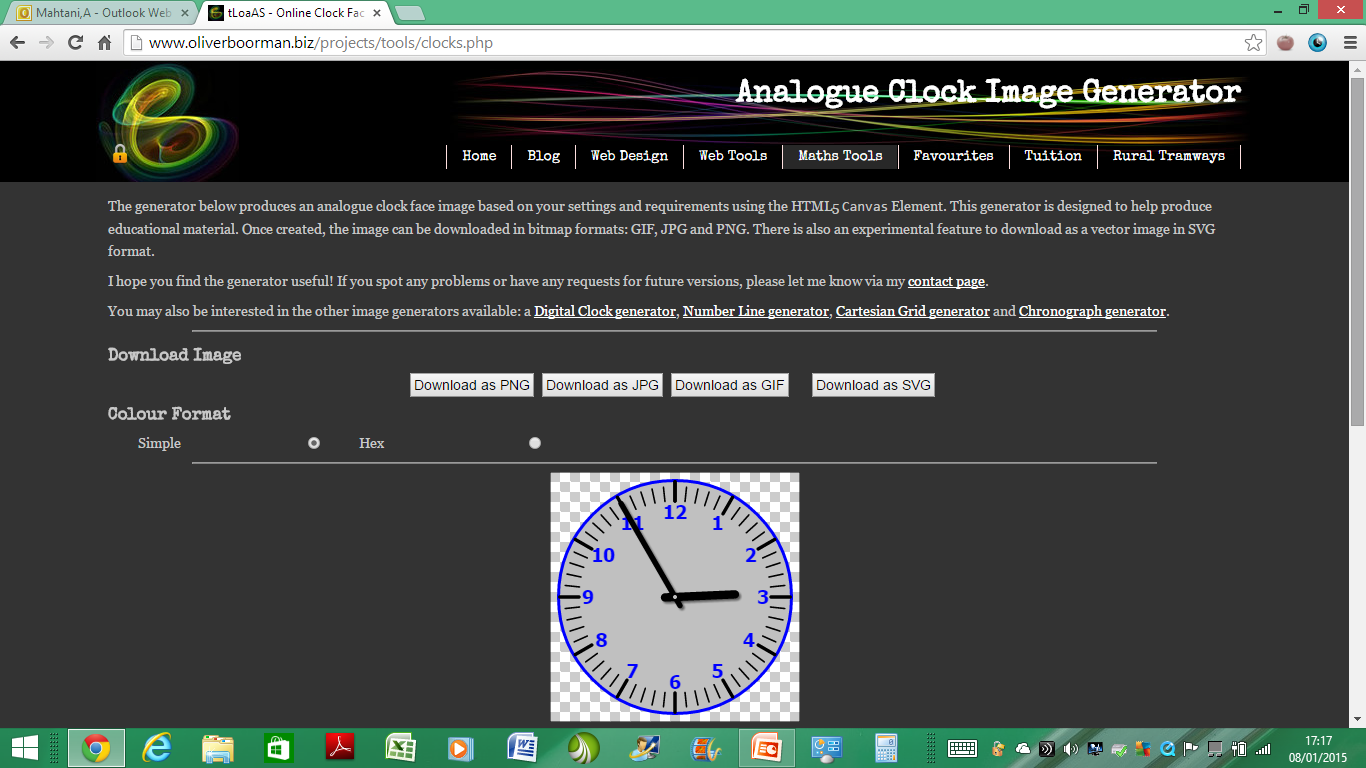 Mahtani,A - Outlook Web
tLoaAS - Online Clock Fac
www.oliverboorman.biz/projects/tools/clocks.php
Analogue Clock Image Generator
Home Blog Web Design Web Tools Maths Tools Favourites Tuition Rural Tramways
The generator below produces an analogue clock face image based on your settings and requirements using the HTML5 Canvas Element. This generator is designed to help produce
educational material. Once created, the image can be downloaded in bitmap formats: GIF, JPG and PNG. There is also an experimental feature to download as a vector image in SVG
format.
I hope you find the generator useful! If you spot any problems or have any requests for future versions, please let me know via my contact page.
You may also be interested in the other image generators available: a Digital Clock generator, Number Line generator, Cartesian Grid generator and Chronograph generator.
Download Image
Download as PNG Download as JPG Download as GIF Download as SVG
Colour Format
Simple Hex
12
11 1
10 2
9 3
8 4
7 5
6
17:17
08/01/2015